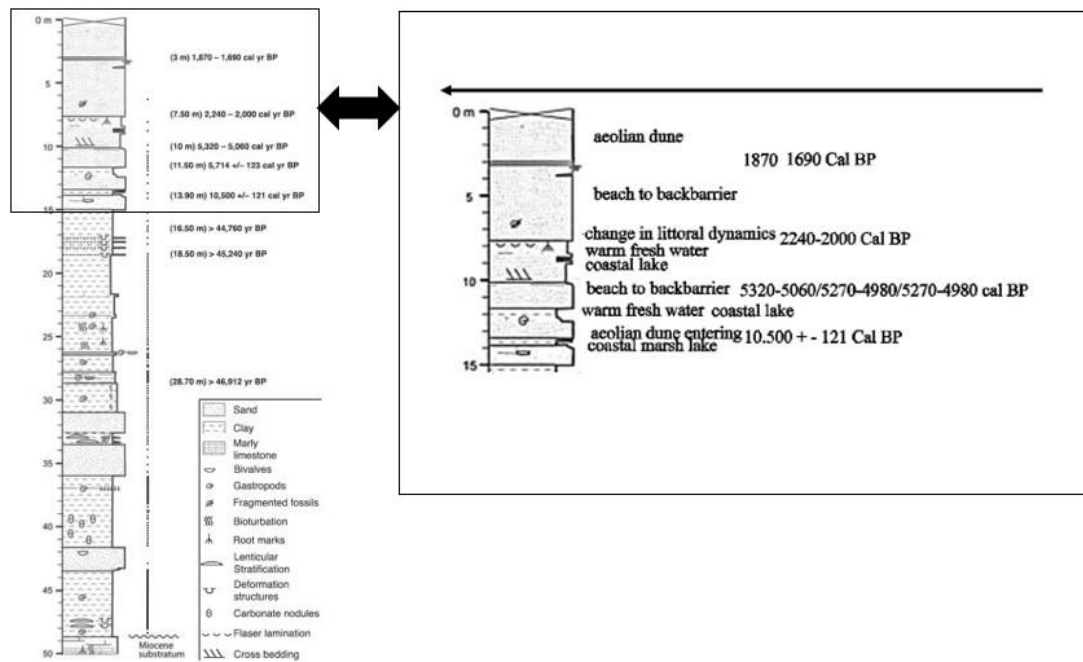 0 m
(3 m) 1,870 – 1,690 cal yr BP
5
(7.50 m) 2,240 – 2,000 cal yr BP
10
(10 m) 5,320 – 5,060 cal yr BP
(11.50 m) 5,714 +/– 123 cal yr BP
(13.90 m) 10,500 +/– 121 cal yr BP
15
(16.50 m) > 44,760 yr BP
(18.50 m) > 45,240 yr BP
20
25
(28.70 m) > 46,912 yr BP
30
35
40
45
50
Sand
Clay
Marly
limestone
Bivalves
Gastropods
Fragmented fossils
Bioturbation
Root marks
Lenticular
Stratification
Deformation
structures
Carbonate nodules
Flaser lamination
Cross bedding
Miocene
substratum
0 m
aeolian dune
1870 1690 Cal BP
5
beach to backbarrier
change in littoral dynamics 2240-2000 Cal BP
warm fresh water
coastal lake
10
beach to backbarrier 5320-5060/5270-4980/5270-4980 cal BP
warm fresh water coastal lake
aeolian dune entering 10.500 + - 121 Cal BP
coastal marsh lake
15